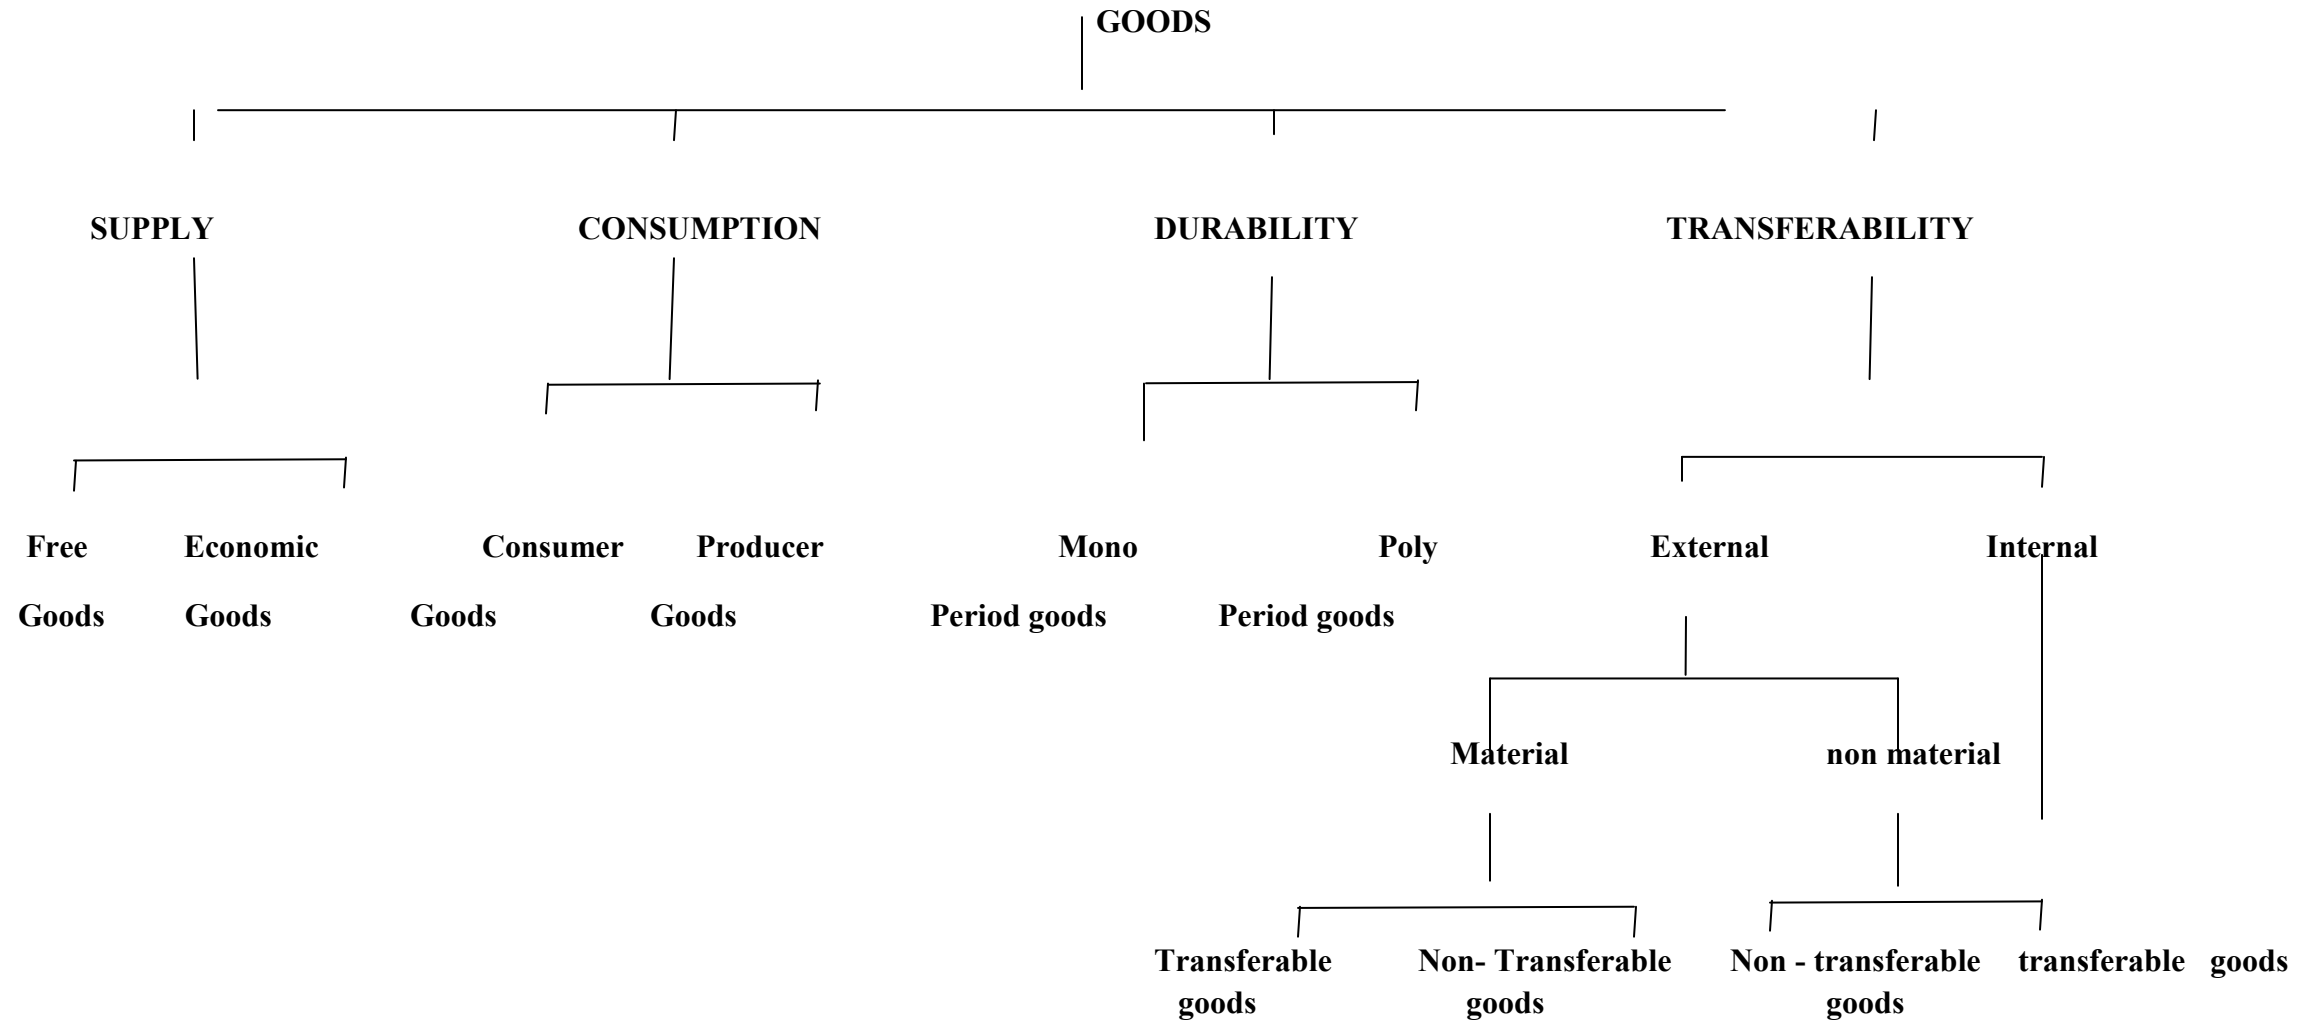 GOODS
SUPPLY CONSUMPTION DURABILITY TRANSFERABILITY
Free Economic Consumer Producer Mono Poly External Internal
Goods Goods Goods Goods Period goods Period goods
Material non material
Transferable Non- Transferable Non - transferable transferable goods
goods goods goods